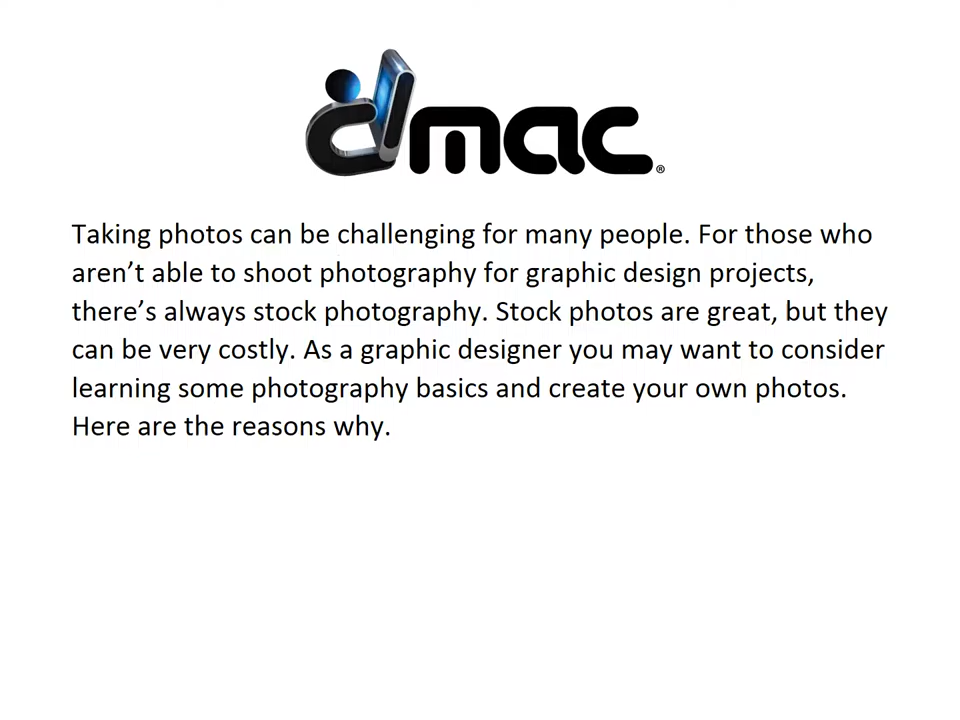 dmac®
Taking photos can be challenging for many people. For those who
aren’t able to shoot photography for graphic design projects,
there’s always stock photography. Stock photos are great, but they
can be very costly. As a graphic designer you may want to consider
learning some photography basics and create your own photos.
Here are the reasons why.